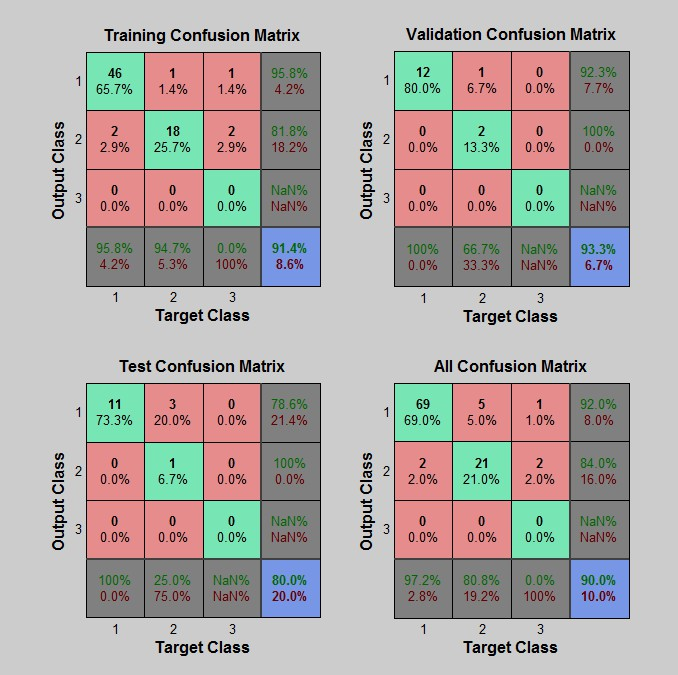 Training Confusion Matrix
46 1 1 95.8%
1
65.7% 1.4% 1.4% 4.2%
2 18 2 81.8%
2
2.9% 25.7% 2.9% 18.2%
0 0 0 NaN%
3
0.0% 0.0% 0.0% NaN%
95.8% 94.7% 0.0% 91.4%
4.2% 5.3% 100% 8.6%
1 2 3
Target Class
Output Class
Validation Confusion Matrix
12 1 0 92.3%
1
80.0% 6.7% 0.0% 7.7%
0 2 0 100%
2
0.0% 13.3% 0.0% 0.0%
0 0 0 NaN%
3
0.0% 0.0% 0.0% NaN%
100% 66.7% NaN% 93.3%
0.0% 33.3% NaN% 6.7%
1 2 3
Target Class
Output Class
Test Confusion Matrix
11 3 0 78.6%
1
73.3% 20.0% 0.0% 21.4%
0 1 0 100%
2
0.0% 6.7% 0.0% 0.0%
0 0 0 NaN%
3
0.0% 0.0% 0.0% NaN%
100% 25.0% NaN% 80.0%
0.0% 75.0% NaN% 20.0%
1 2 3
Target Class
Output Class
All Confusion Matrix
69 5 1 92.0%
1
69.0% 5.0% 1.0% 8.0%
2 21 2 84.0%
2
2.0% 21.0% 2.0% 16.0%
0 0 0 NaN%
3
0.0% 0.0% 0.0% NaN%
97.2% 80.8% 0.0% 90.0%
2.8% 19.2% 100% 10.0%
1 2 3
Target Class
Output Class